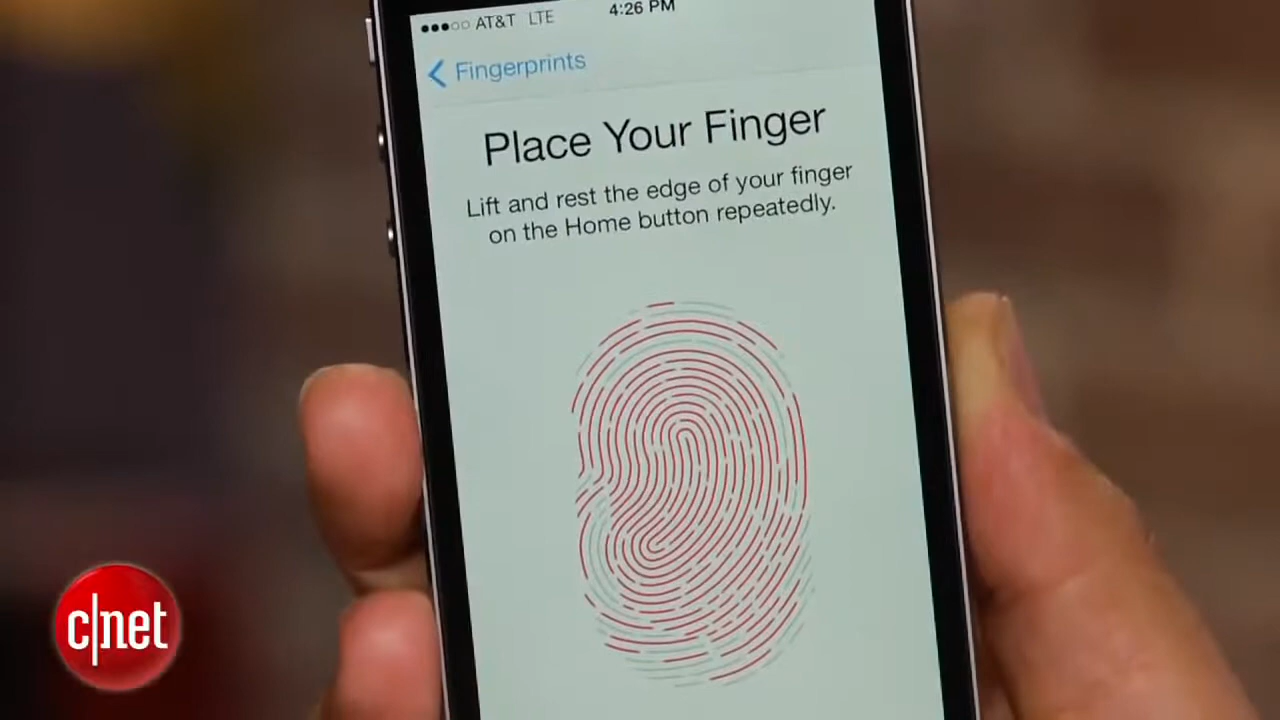 ●●●○○ AT&T LTE 4:26 PM
Fingerprints
Place Your Finger
Lift and rest the edge of your finger
on the Home button repeatedly.
c|net